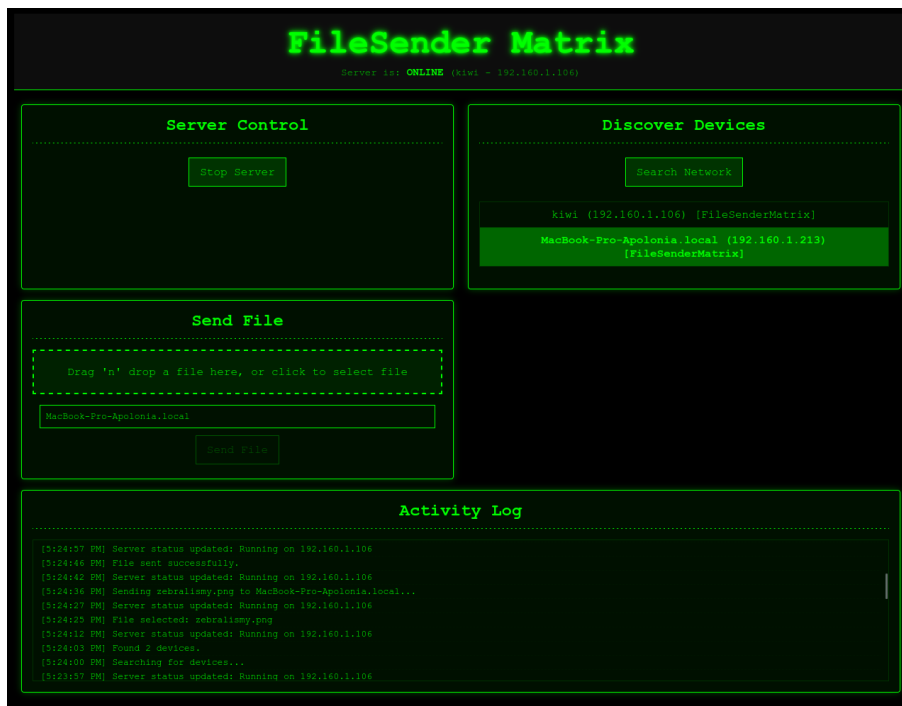 FileSender Matrix
Server is: ONLINE (kiwi - 192.160.1.106)
Server Control
Stop Server
Discover Devices
Search Network
kiwi (192.160.1.106) [FileSenderMatrix]
MacBook-Pro-Apolonia.local (192.160.1.213)
[FileSenderMatrix]
Send File
Drag 'n' drop a file here, or click to select file
MacBook-Pro-Apolonia.local
Send File
Activity Log
[5:24:57 PM] Server status updated: Running on 192.160.1.106
[5:24:46 PM] File sent successfully.
[5:24:42 PM] Server status updated: Running on 192.160.1.106
[5:24:36 PM] Sending zebralismy.png to MacBook-Pro-Apolonia.local...
[5:24:27 PM] Server status updated: Running on 192.160.1.106
[5:24:25 PM] File selected: zebralismy.png
[5:24:12 PM] Server status updated: Running on 192.160.1.106
[5:24:03 PM] Found 2 devices.
[5:24:00 PM] Searching for devices...
[5:23:57 PM] Server status updated: Running on 192.160.1.106